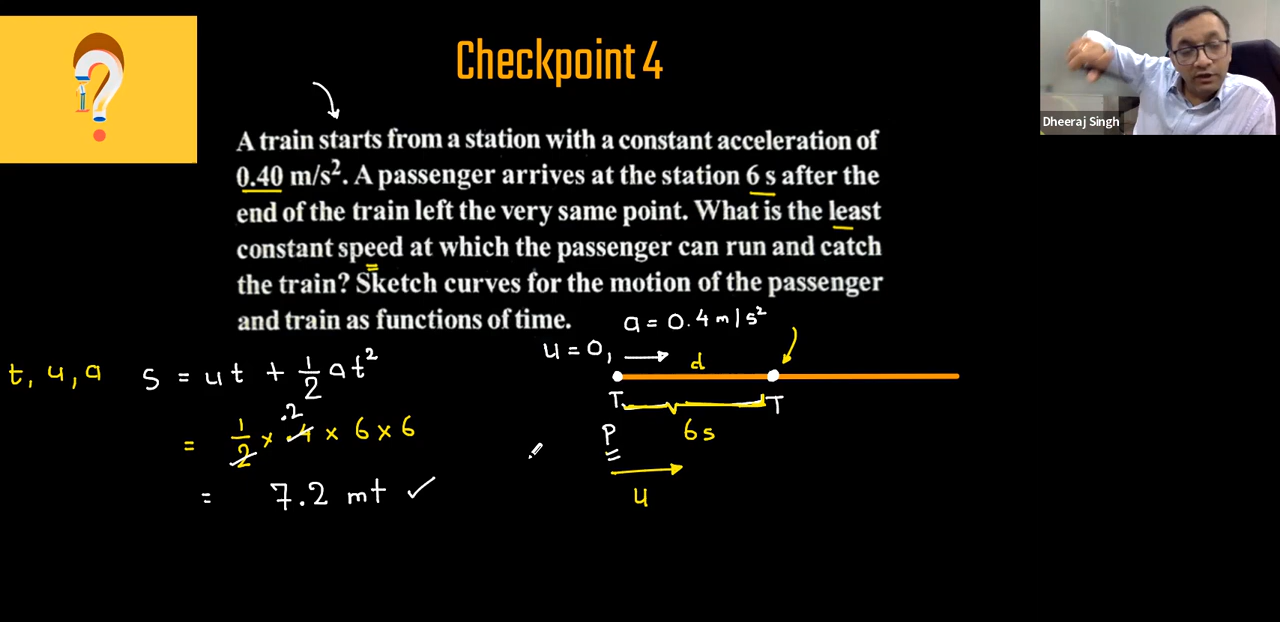 Checkpoint 4
Dheeraj Singh
A train starts from a station with a constant acceleration of
0.40 m/s². A passenger arrives at the station 6 s after the
end of the train left the very same point. What is the least
constant speed at which the passenger can run and catch
the train? Sketch curves for the motion of the passenger
and train as functions of time.
a = 0.4 m/s²
u = 0,
t, u, a s = ut + 1/2 at²
d
T T
= 1/2 × .4 × 6 × 6
.2
P 6s
= 7.2 mt ✓
u